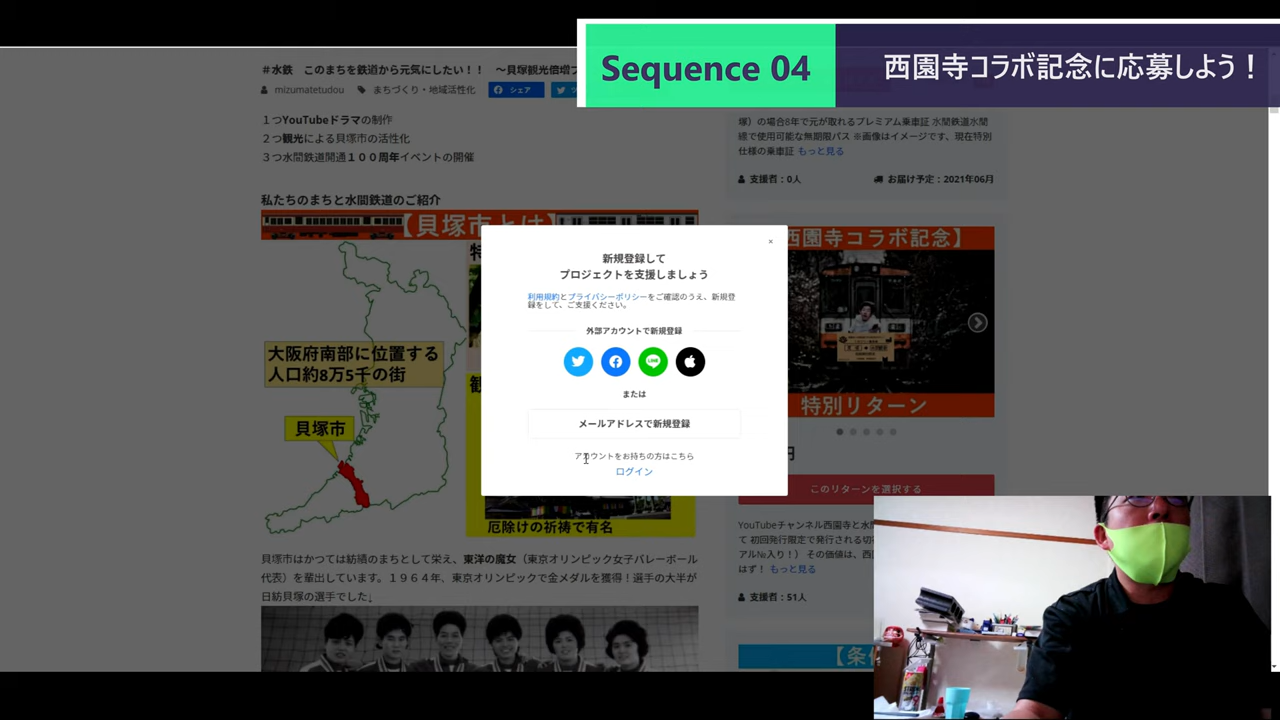 Sequence 04
西園寺コラボ記念に応募しよう！
#水鉄 このまちを鉄道から元気にしたい！！ ～貝塚観光倍増プ
mizumatetudou
まちづくり・地域活性化
シェア
１つYouTubeドラマの制作
２つ観光による貝塚市の活性化
３つ水間鉄道開通１００周年イベントの開催
私たちのまちと水間鉄道のご紹介
【貝塚市とは】
大阪府南部に位置する
人口約8万5千の街
貝塚市
厄除けの祈祷で有名
貝塚市はかつては紡績のまちとして栄え、東洋の魔女（東京オリンピック女子バレーボール
代表）を輩出しています。１９６４年、東京オリンピックで金メダルを獲得！選手の大半が
日紡貝塚の選手でした。
×
新規登録して
プロジェクトを支援しましょう
利用規約とプライバシーポリシーをご確認のうえ、新規登
録をして、ご支援ください。
外部アカウントで新規登録
LINE
または
メールアドレスで新規登録
アカウントをお持ちの方はこちら
ログイン
塚）の場合8年で元が取れるプレミアム乗車証 水間鉄道水間
線で使用可能な無期限パス ※画像はイメージです、現在特別
仕様の乗車証 もっと見る
支援者：0人
お届け予定：2021年06月
西園寺コラボ記念】
特別リターン
円
このリターンを選択する
YouTubeチャンネル西園寺と水
て 初回発行限定で発行される切
アル№入り！） その価値は、西
はず！ もっと見る
支援者：51人
【条